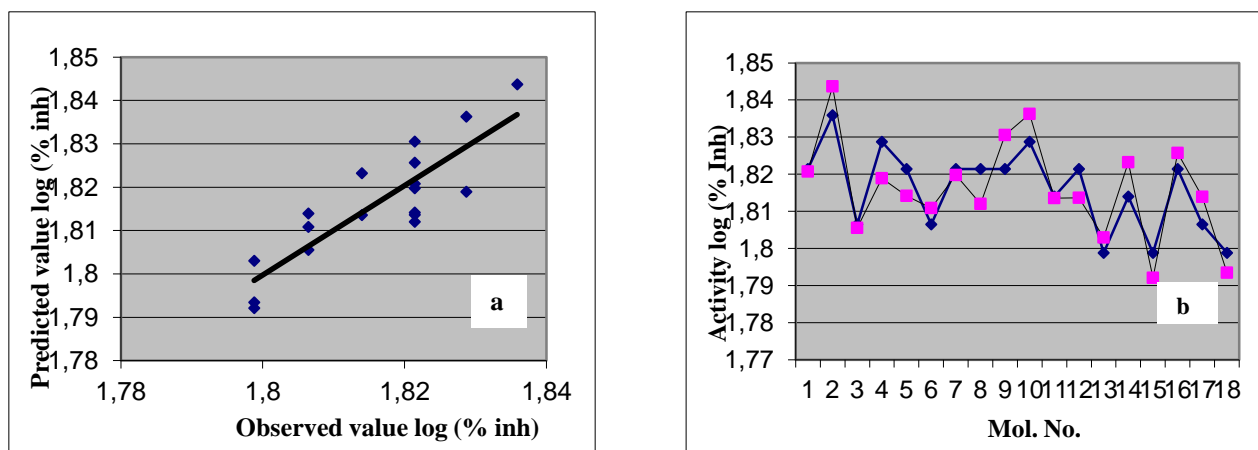 1,85
1,84
1,83
1,82
1,81
1,8
1,79
1,78
Predicted value log (% inh)
a
1,78 1,8 1,82 1,84
Observed value log (% inh)
1,85
1,84
1,83
1,82
1,81
1,8
1,79
1,78
1,77
Activity log (% Inh)
b
1 2 3 4 5 6 7 8 9 10 11 12 13 14 15 16 17 18
Mol. No.